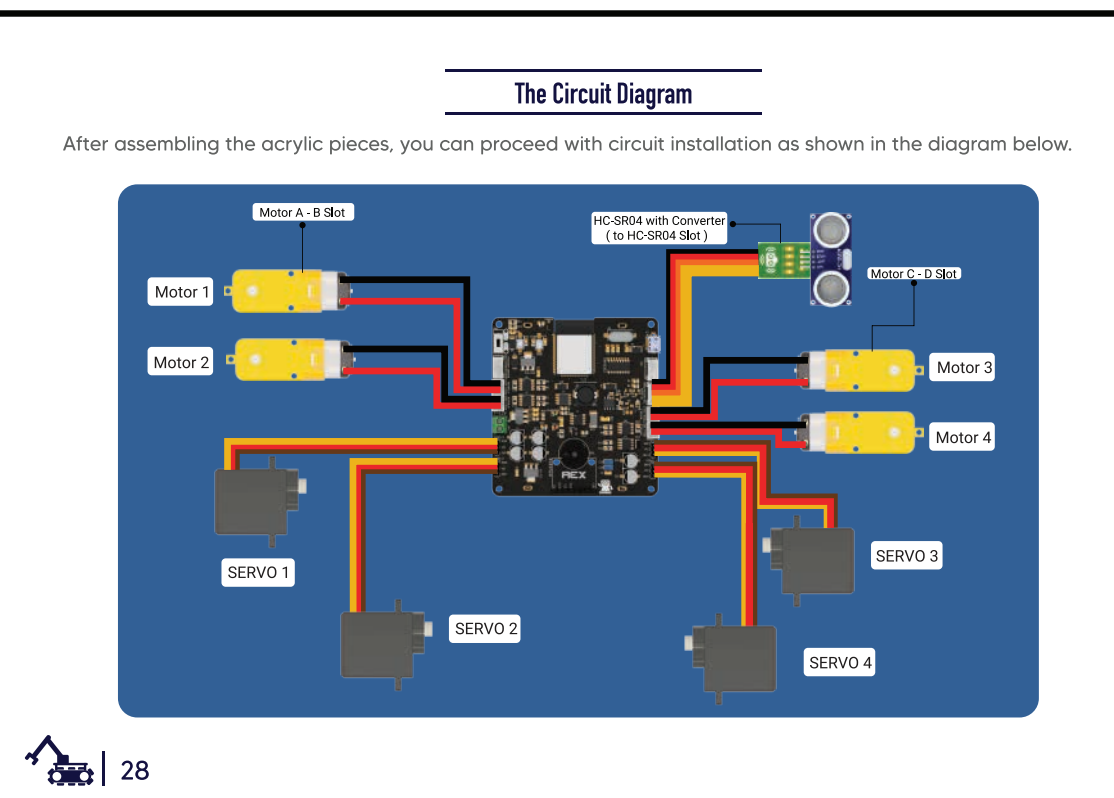 The Circuit Diagram
After assembling the acrylic pieces, you can proceed with circuit installation as shown in the diagram below.
Motor A - B Slot
HC-SR04 with Converter
( to HC-SR04 Slot )
Motor C - D Slot
Motor 1
Motor 2
Motor 3
Motor 4
REX
SERVO 1
SERVO 2
SERVO 3
SERVO 4
28